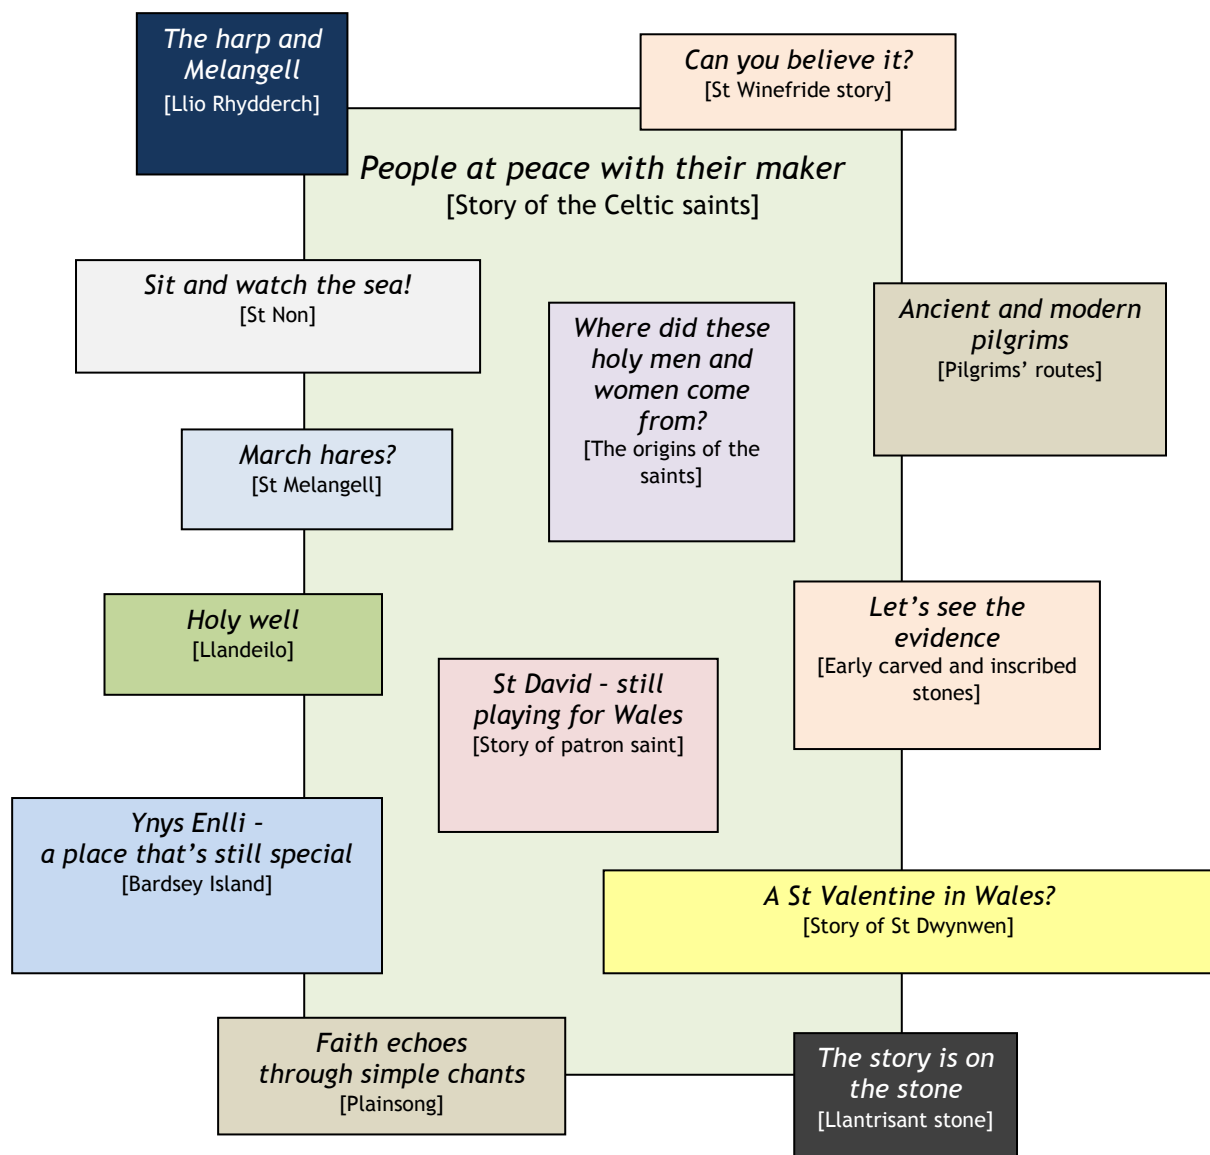 The harp and
Melangell
[Llio Rhydderch]
Can you believe it?
[St Winefride story]
People at peace with their maker
[Story of the Celtic saints]
Sit and watch the sea!
[St Non]
Where did these
holy men and
women come
from?
[The origins of the
saints]
Ancient and modern
pilgrims
[Pilgrims’ routes]
March hares?
[St Melangell]
Holy well
[Llandeilo]
Let’s see the
evidence
[Early carved and inscribed
stones]
St David – still
playing for Wales
[Story of patron saint]
Ynys Enlli –
a place that’s still special
[Bardsey Island]
A St Valentine in Wales?
[Story of St Dwynwen]
Faith echoes
through simple chants
[Plainsong]
The story is on
the stone
[Llantrisant stone]